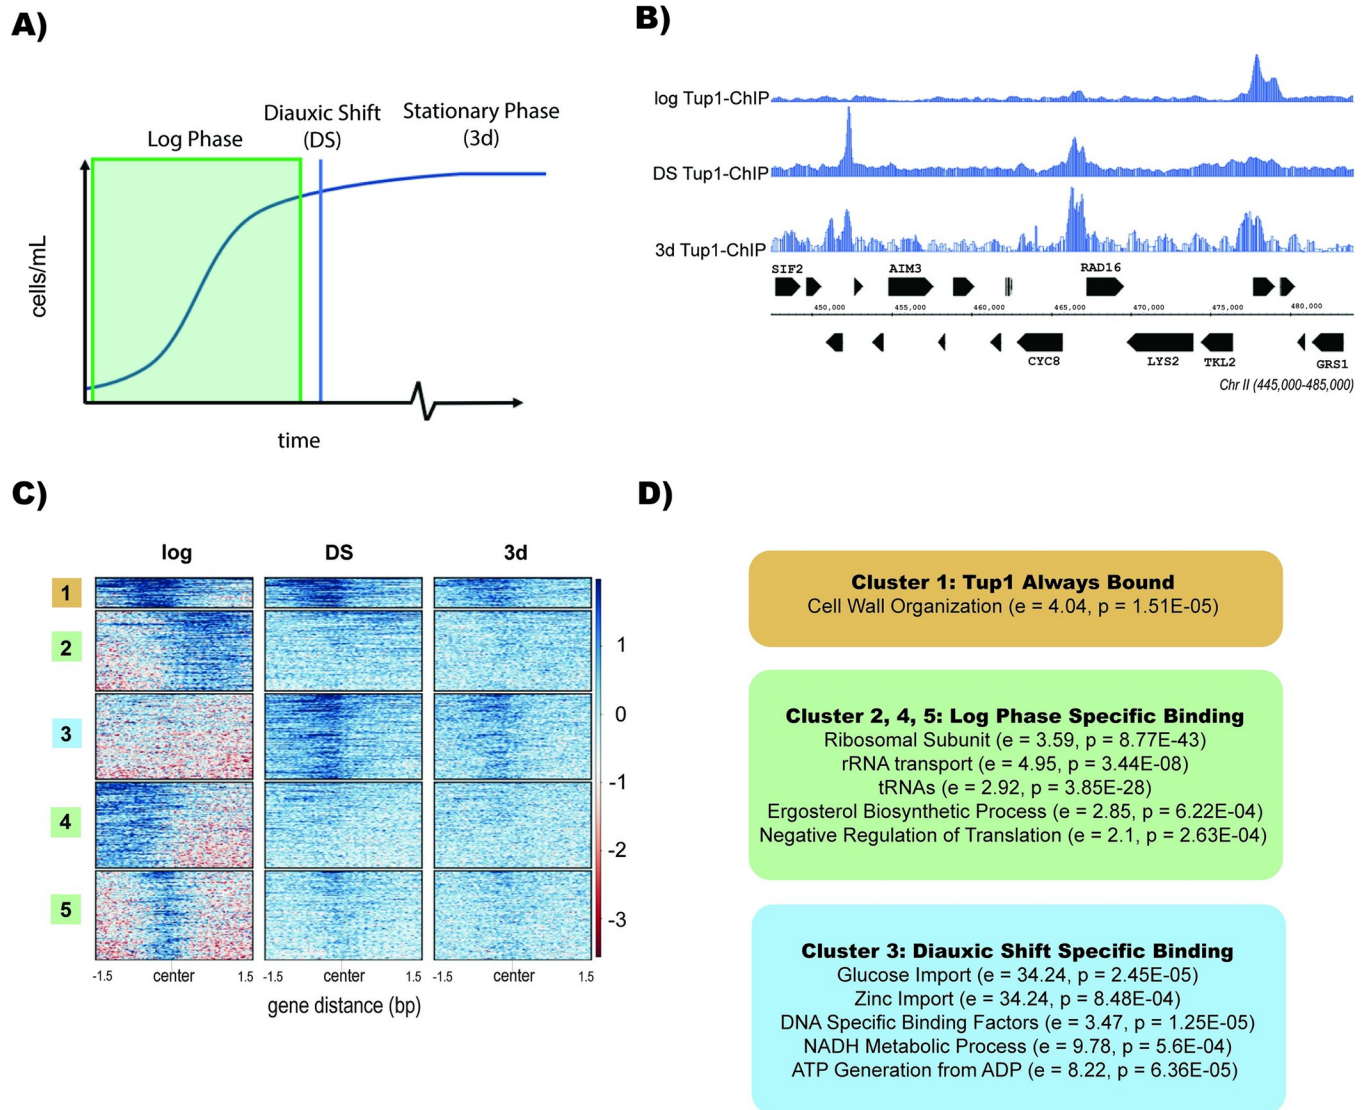 A)
Log Phase
Diauxic Shift
(DS)
Stationary Phase
(3d)
cells/mL
time
B)
log Tup1-ChIP
DS Tup1-ChIP
3d Tup1-ChIP
SIF2
AIM3
RAD16
450,000
455,000
460,000
465,000
470,000
475,000
480,000
CYC8
LYS2
TKL2
GRS1
Chr II (445,000-485,000)
C)
log
DS
3d
1
2
3
4
5
1
0
-1
-2
-3
-1.5
center
1.5
-1.5
center
1.5
-1.5
center
1.5
gene distance (bp)
D)
Cluster 1: Tup1 Always Bound
Cell Wall Organization (e = 4.04, p = 1.51E-05)
Cluster 2, 4, 5: Log Phase Specific Binding
Ribosomal Subunit (e = 3.59, p = 8.77E-43)
rRNA transport (e = 4.95, p = 3.44E-08)
tRNAs (e = 2.92, p = 3.85E-28)
Ergosterol Biosynthetic Process (e = 2.85, p = 6.22E-04)
Negative Regulation of Translation (e = 2.1, p = 2.63E-04)
Cluster 3: Diauxic Shift Specific Binding
Glucose Import (e = 34.24, p = 2.45E-05)
Zinc Import (e = 34.24, p = 8.48E-04)
DNA Specific Binding Factors (e = 3.47, p = 1.25E-05)
NADH Metabolic Process (e = 9.78, p = 5.6E-04)
ATP Generation from ADP (e = 8.22, p = 6.36E-05)